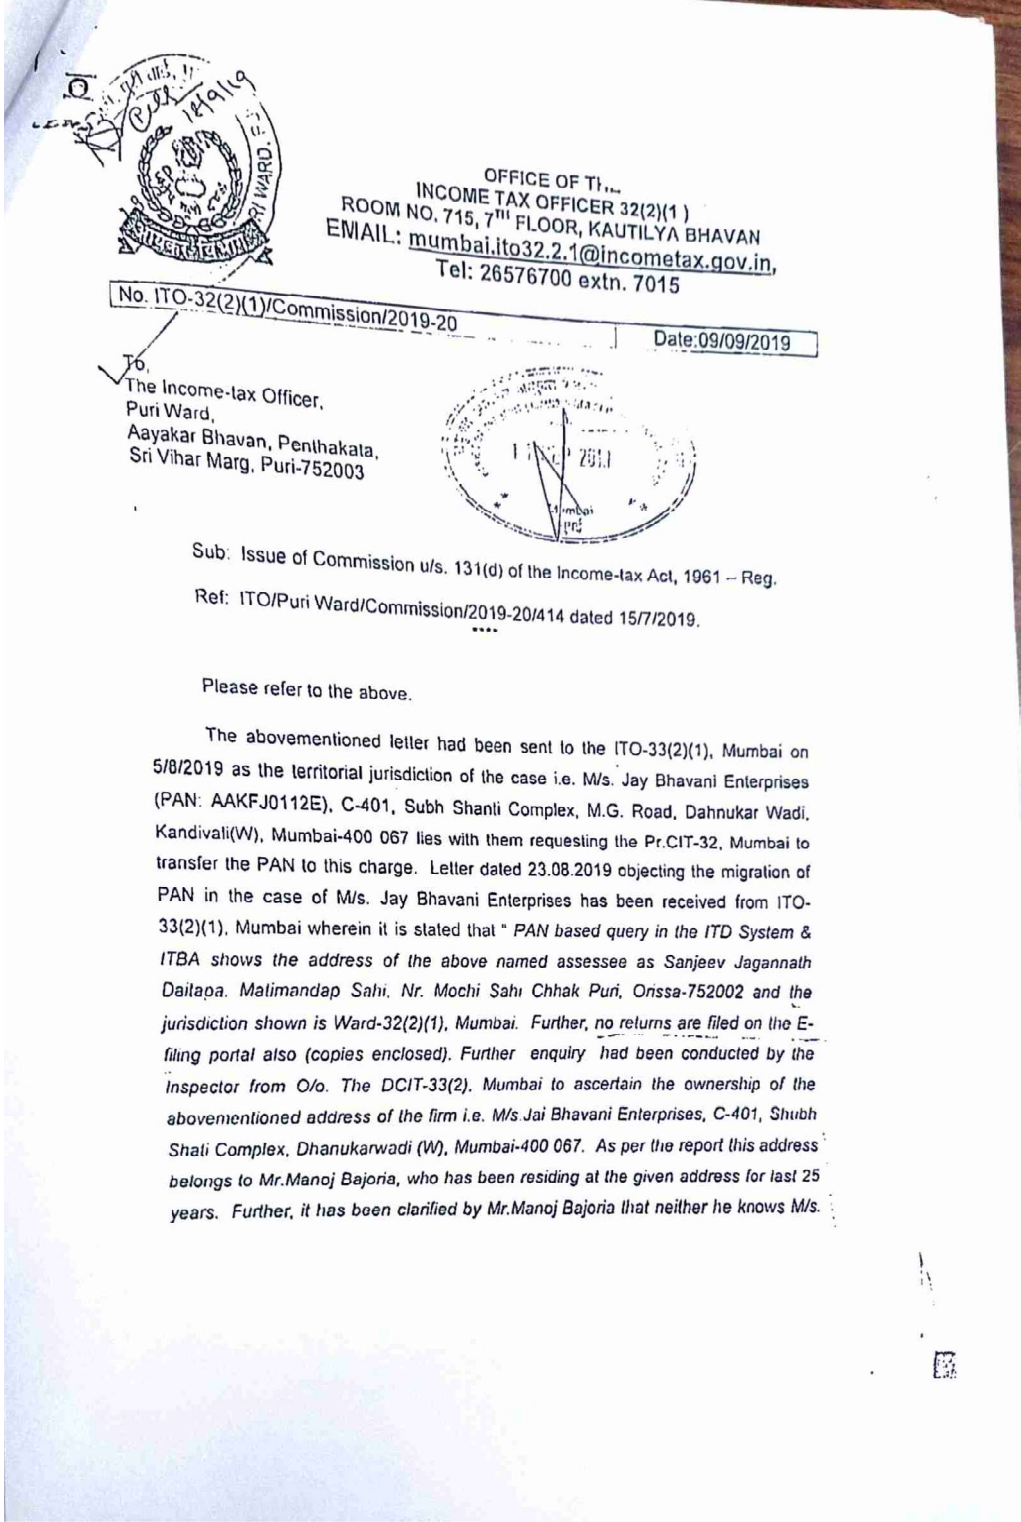 18/9/19
OFFICE OF TH
INCOME TAX OFFICER 32(2)(1 )
ROOM NO. 715, 7TH FLOOR, KAUTILYA BHAVAN
EMAIL: mumbai.ito32.2.1@incometax.gov.in,
Tel: 26576700 extn. 7015
No. ITO-32(2)(1)/Commission/2019-20 Date:09/09/2019
To,
The Income-tax Officer,
Puri Ward,
Aayakar Bhavan, Penthakata,
Sri Vihar Marg, Puri-752003
Sub: Issue of Commission u/s. 131(d) of the Income-tax Act, 1961 – Reg.
Ref: ITO/Puri Ward/Commission/2019-20/414 dated 15/7/2019.
****
Please refer to the above.
The abovementioned letter had been sent to the ITO-33(2)(1), Mumbai on
5/8/2019 as the territorial jurisdiction of the case i.e. M/s. Jay Bhavani Enterprises
(PAN: AAKFJ0112E), C-401, Subh Shanti Complex, M.G. Road, Dahnukar Wadi,
Kandivali(W), Mumbai-400 067 lies with them requesting the Pr.CIT-32, Mumbai to
transfer the PAN to this charge. Letter dated 23.08.2019 objecting the migration of
PAN in the case of M/s. Jay Bhavani Enterprises has been received from ITO-
33(2)(1), Mumbai wherein it is stated that " PAN based query in the ITD System &
ITBA shows the address of the above named assessee as Sanjeev Jagannath
Daitapa, Matimandap Sahi, Nr. Mochi Sahi Chhak Puri, Orissa-752002 and the
jurisdiction shown is Ward-32(2)(1), Mumbai. Further, no returns are filed on the E-
filing portal also (copies enclosed). Further enquiry had been conducted by the
Inspector from O/o. The DCIT-33(2), Mumbai to ascertain the ownership of the
abovementioned address of the firm i.e. M/s.Jai Bhavani Enterprises, C-401, Shubh
Shati Complex, Dhanukarwadi (W), Mumbai-400 067. As per the report this address
belongs to Mr.Manoj Bajoria, who has been residing at the given address for last 25
years. Further, it has been clarified by Mr.Manoj Bajoria that neither he knows M/s.